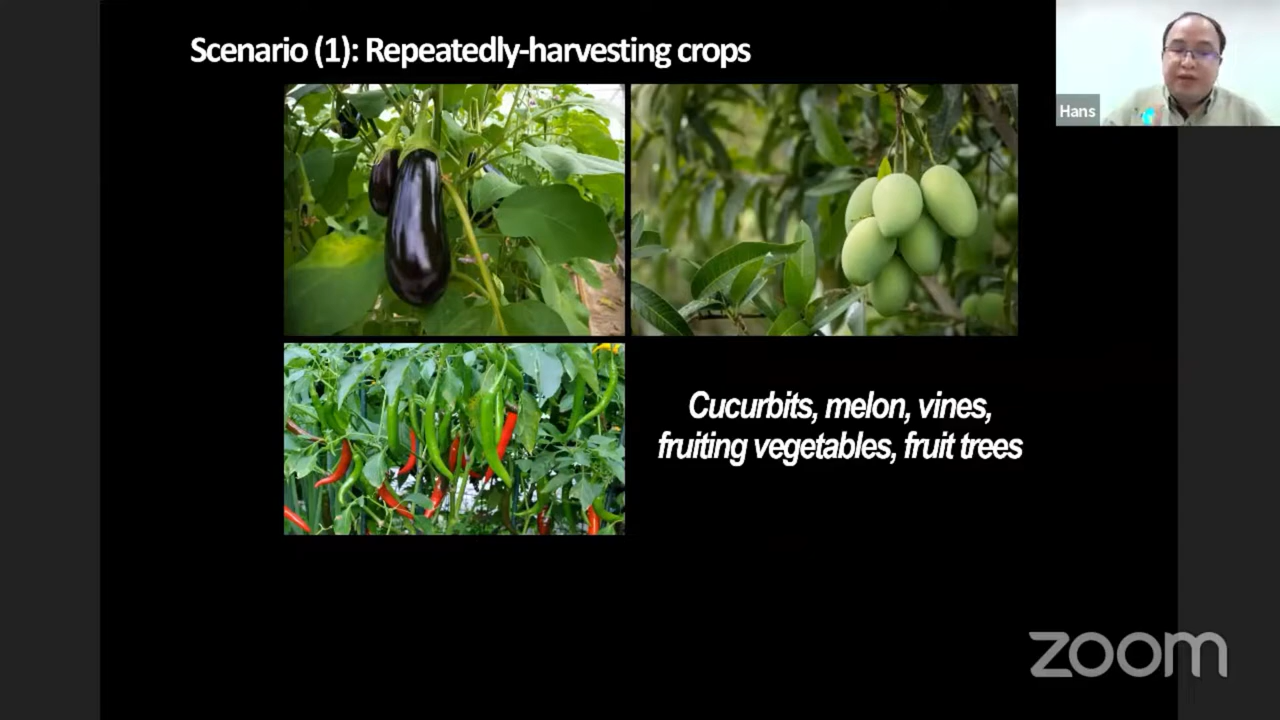 Scenario (1): Repeatedly-harvesting crops
Hans
Cucurbits, melon, vines,
fruiting vegetables, fruit trees
zoom